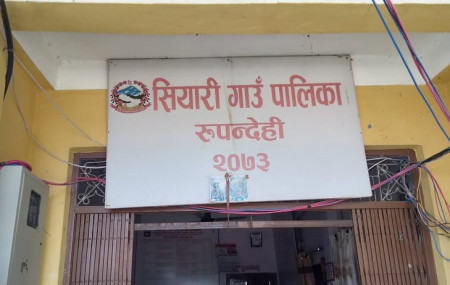 सियारी गाउँ पालिका
रुपन्देही
२०७३